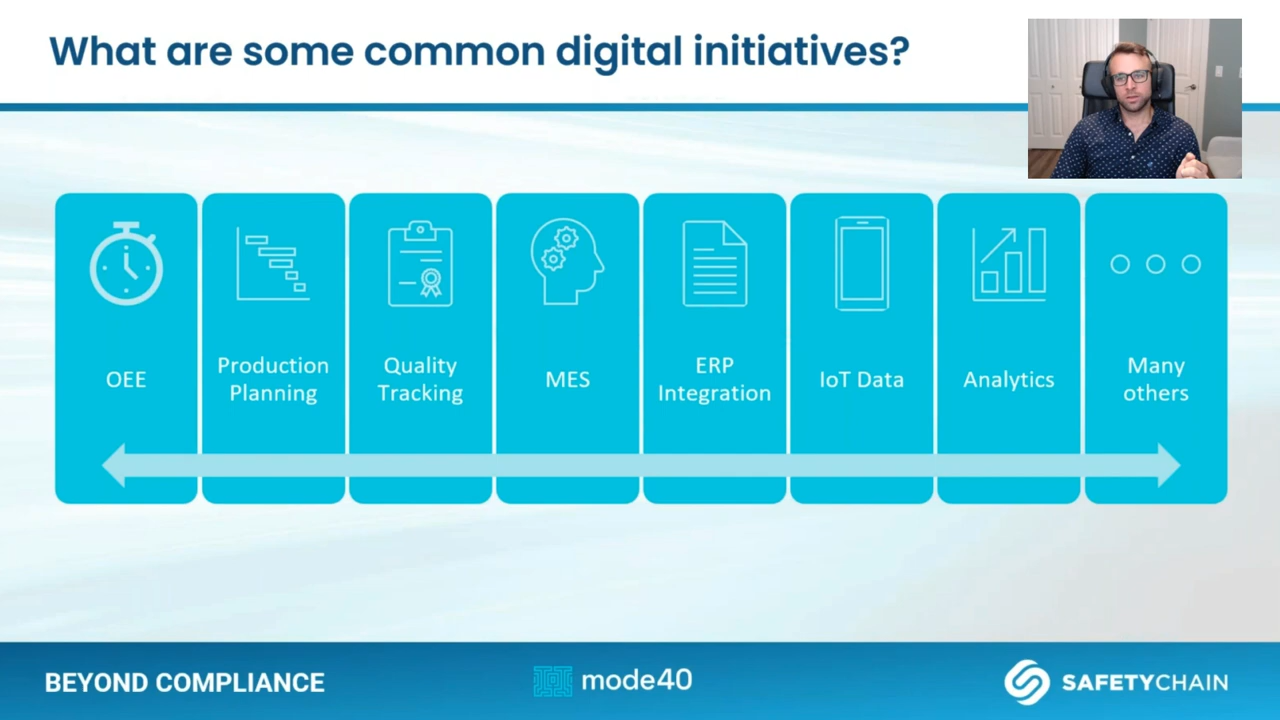 What are some common digital initiatives?
OEE
Production
Planning
Quality
Tracking
MES
ERP
Integration
IoT Data
Analytics
Many
others
BEYOND COMPLIANCE
mode40
SAFETYCHAIN